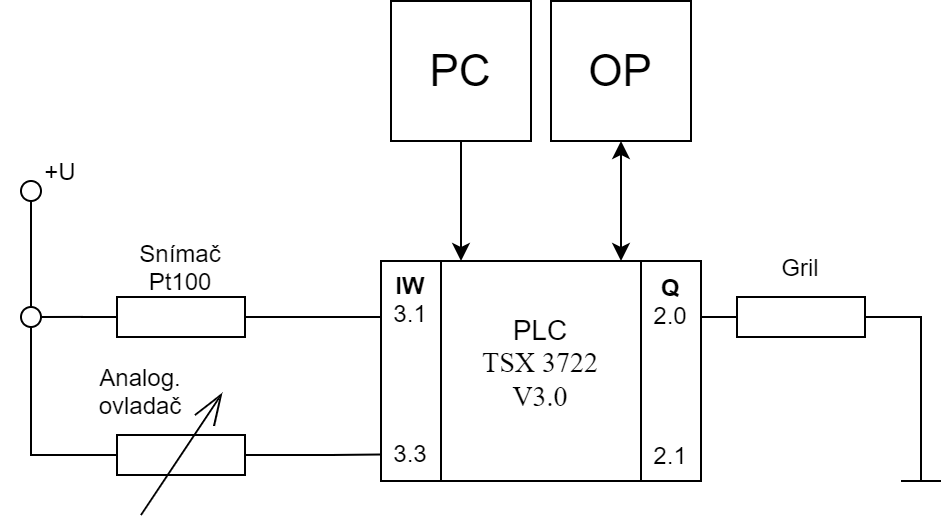 PC
OP
+U
Snímač
Pt100
IW
3.1
Q
2.0
Gril
PLC
TSX 3722
V3.0
Analog.
ovladač
3.3
2.1